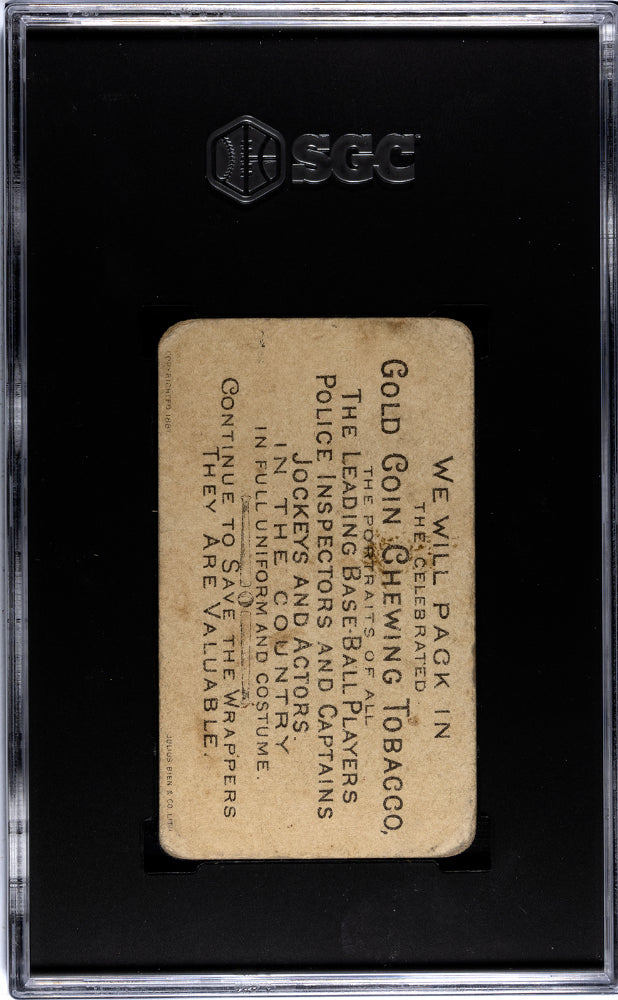 SGC
WE WILL PACK IN
THE CELEBRATED
GOLD COIN CHEWING TOBACCO,
THE PORTRAITS OF ALL
THE LEADING BASE-BALL PLAYERS
POLICE INSPECTORS AND CAPTAINS
JOCKEYS AND ACTORS.
IN THE COUNTRY
IN FULL UNIFORM AND COSTUME.
CONTINUE TO SAVE THE WRAPPERS
THEY ARE VALUABLE.
COPYRIGHTED 1887
JULIUS BIEN & CO. LITH.